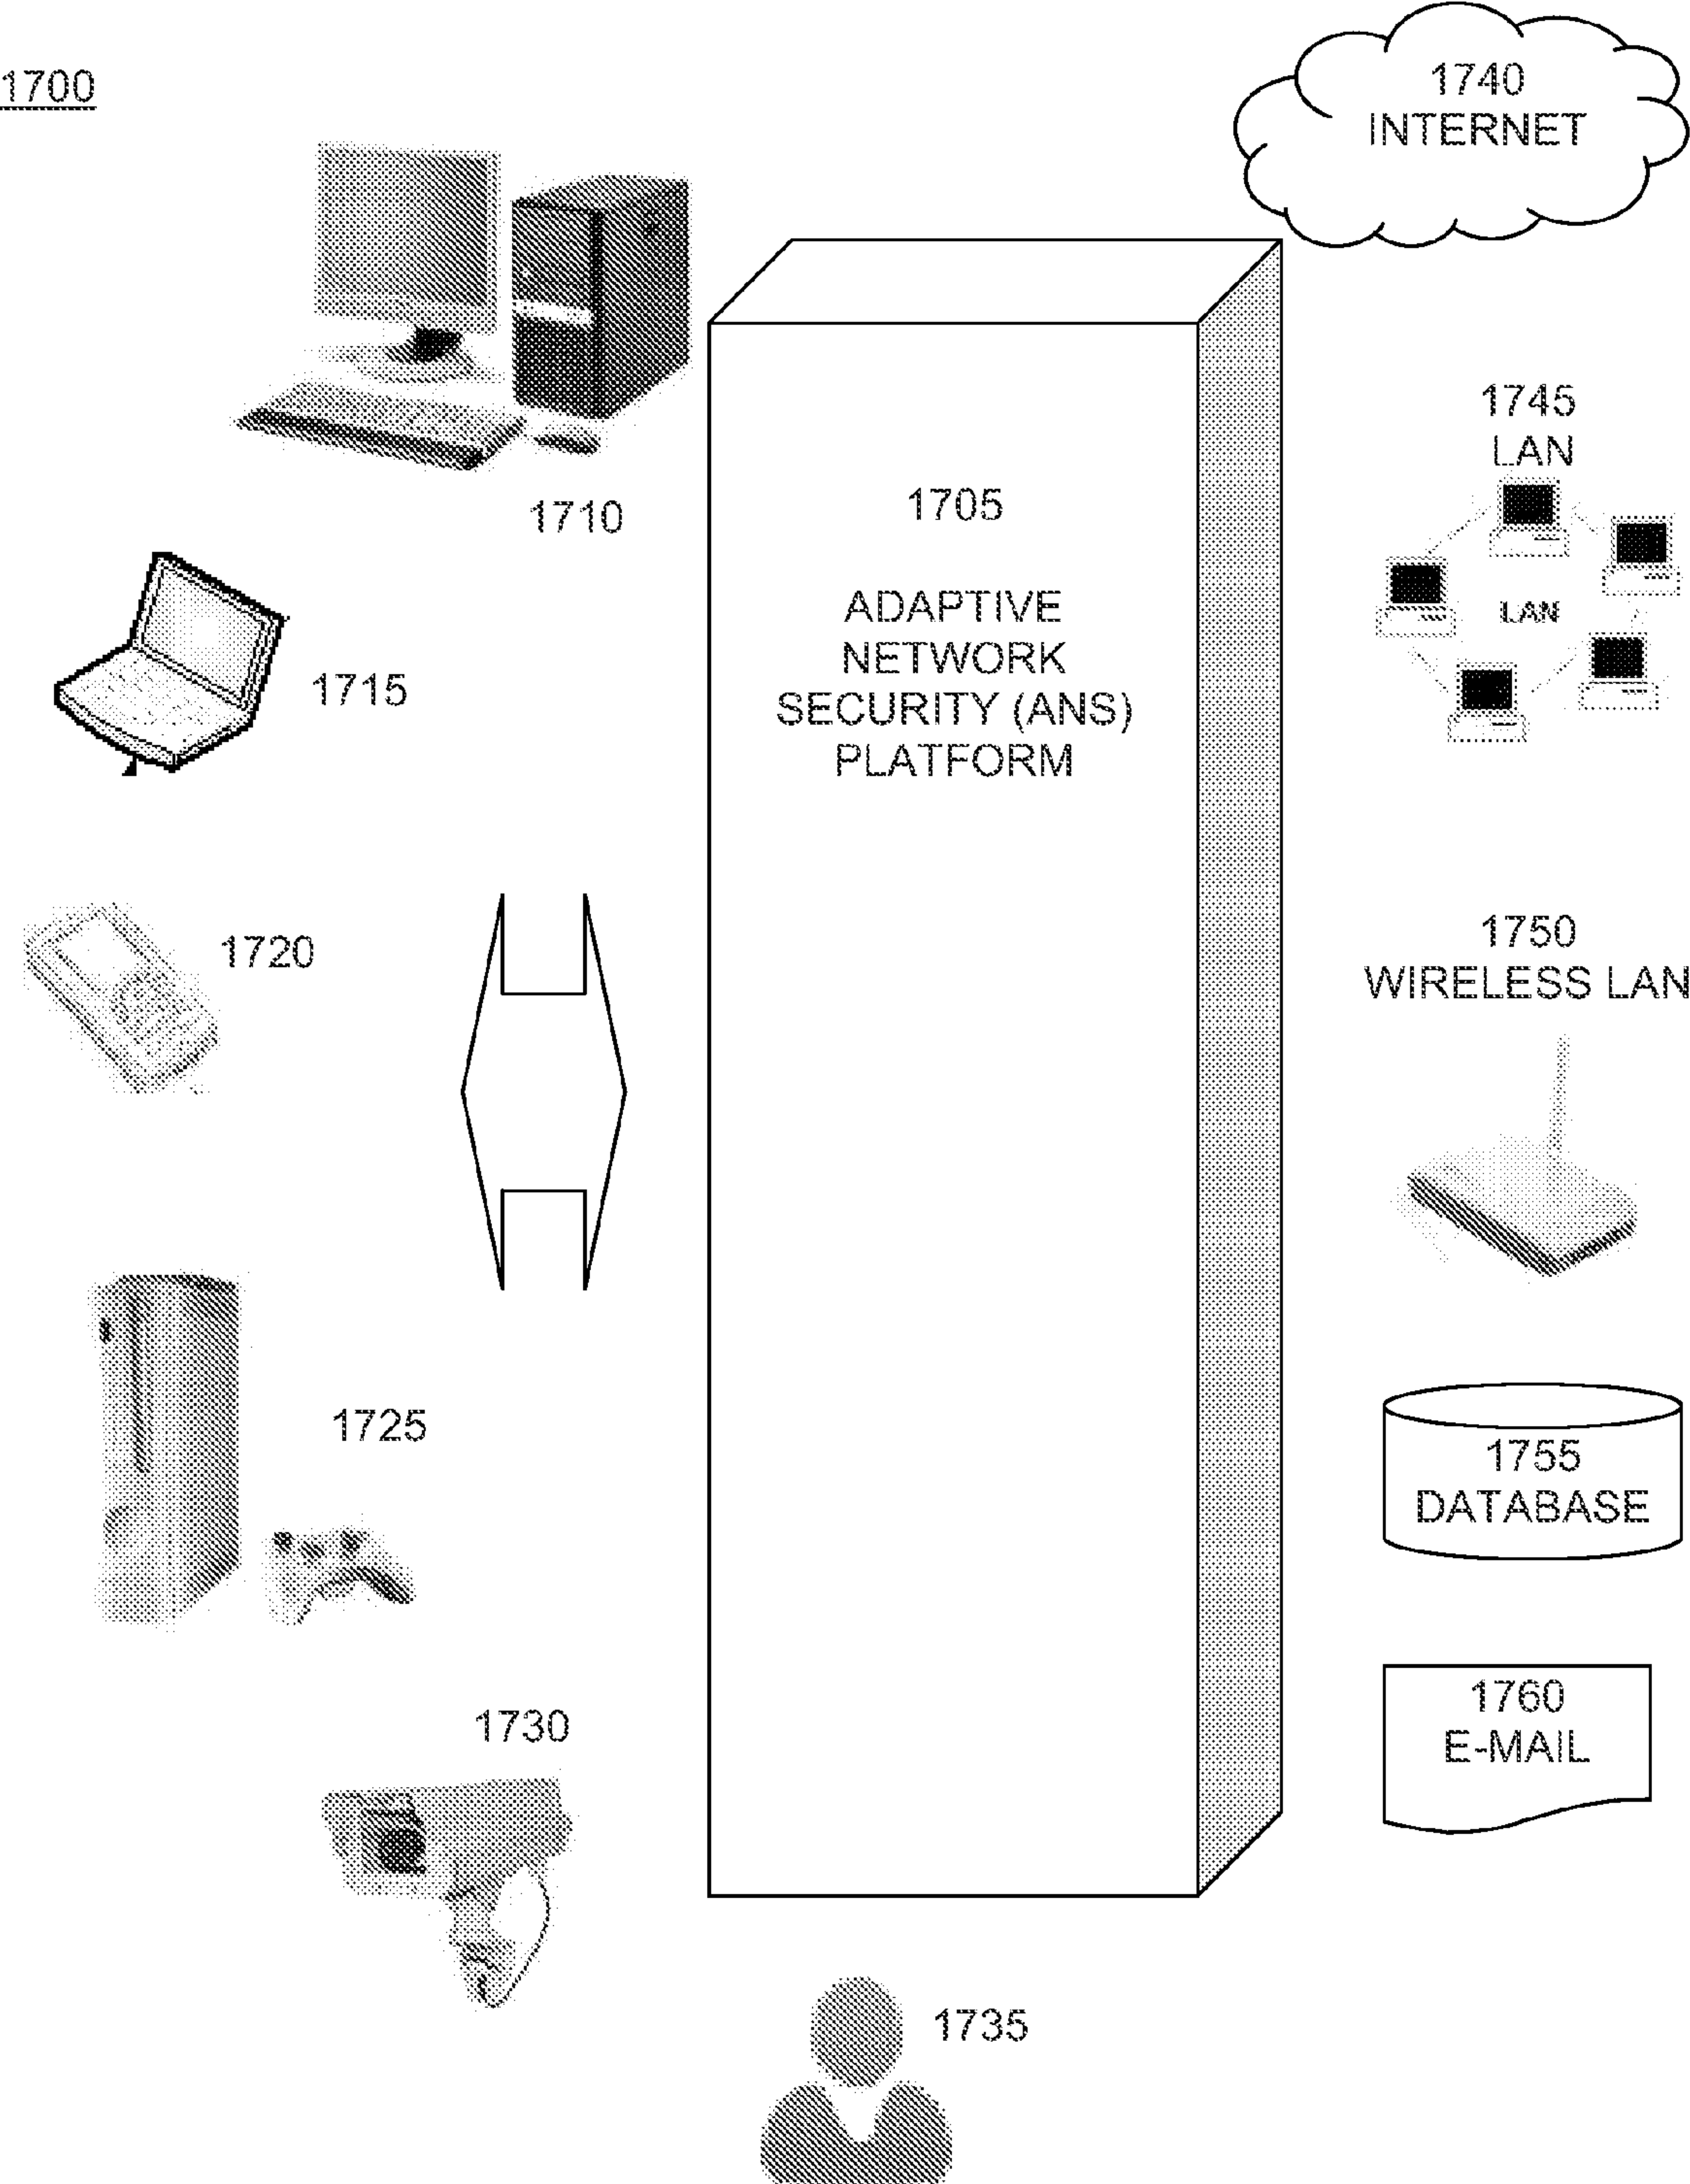 1700
1740
INTERNET
1710
1705
ADAPTIVE
NETWORK
SECURITY (ANS)
PLATFORM
1745
LAN
LAN
1715
1720
1750
WIRELESS LAN
1725
1755
DATABASE
1730
1760
E-MAIL
1735